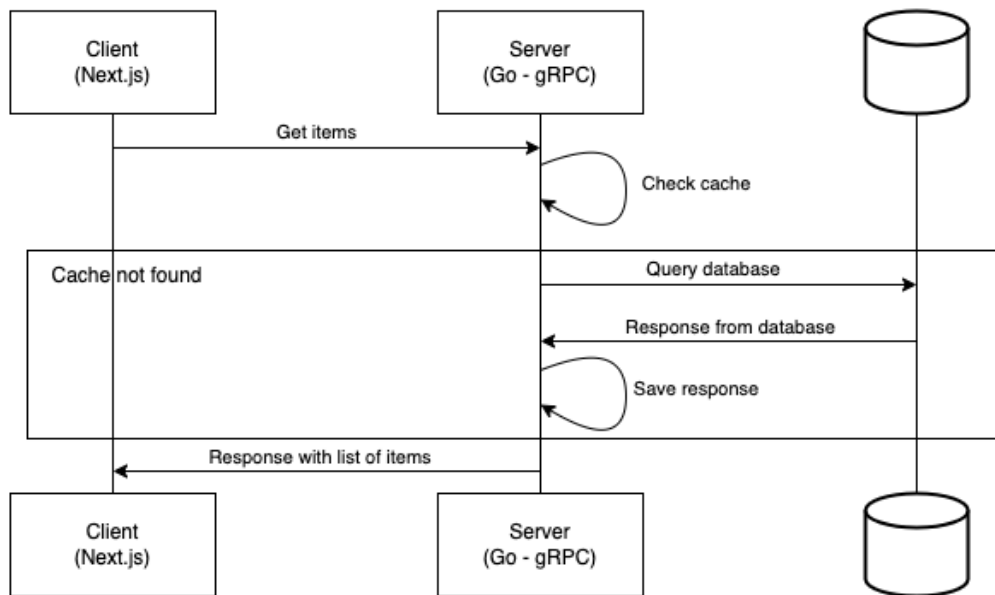 Client
(Next.js)
Server
(Go - gRPC)
Get items
Check cache
Cache not found
Query database
Response from database
Save response
Response with list of items
Client
(Next.js)
Server
(Go - gRPC)